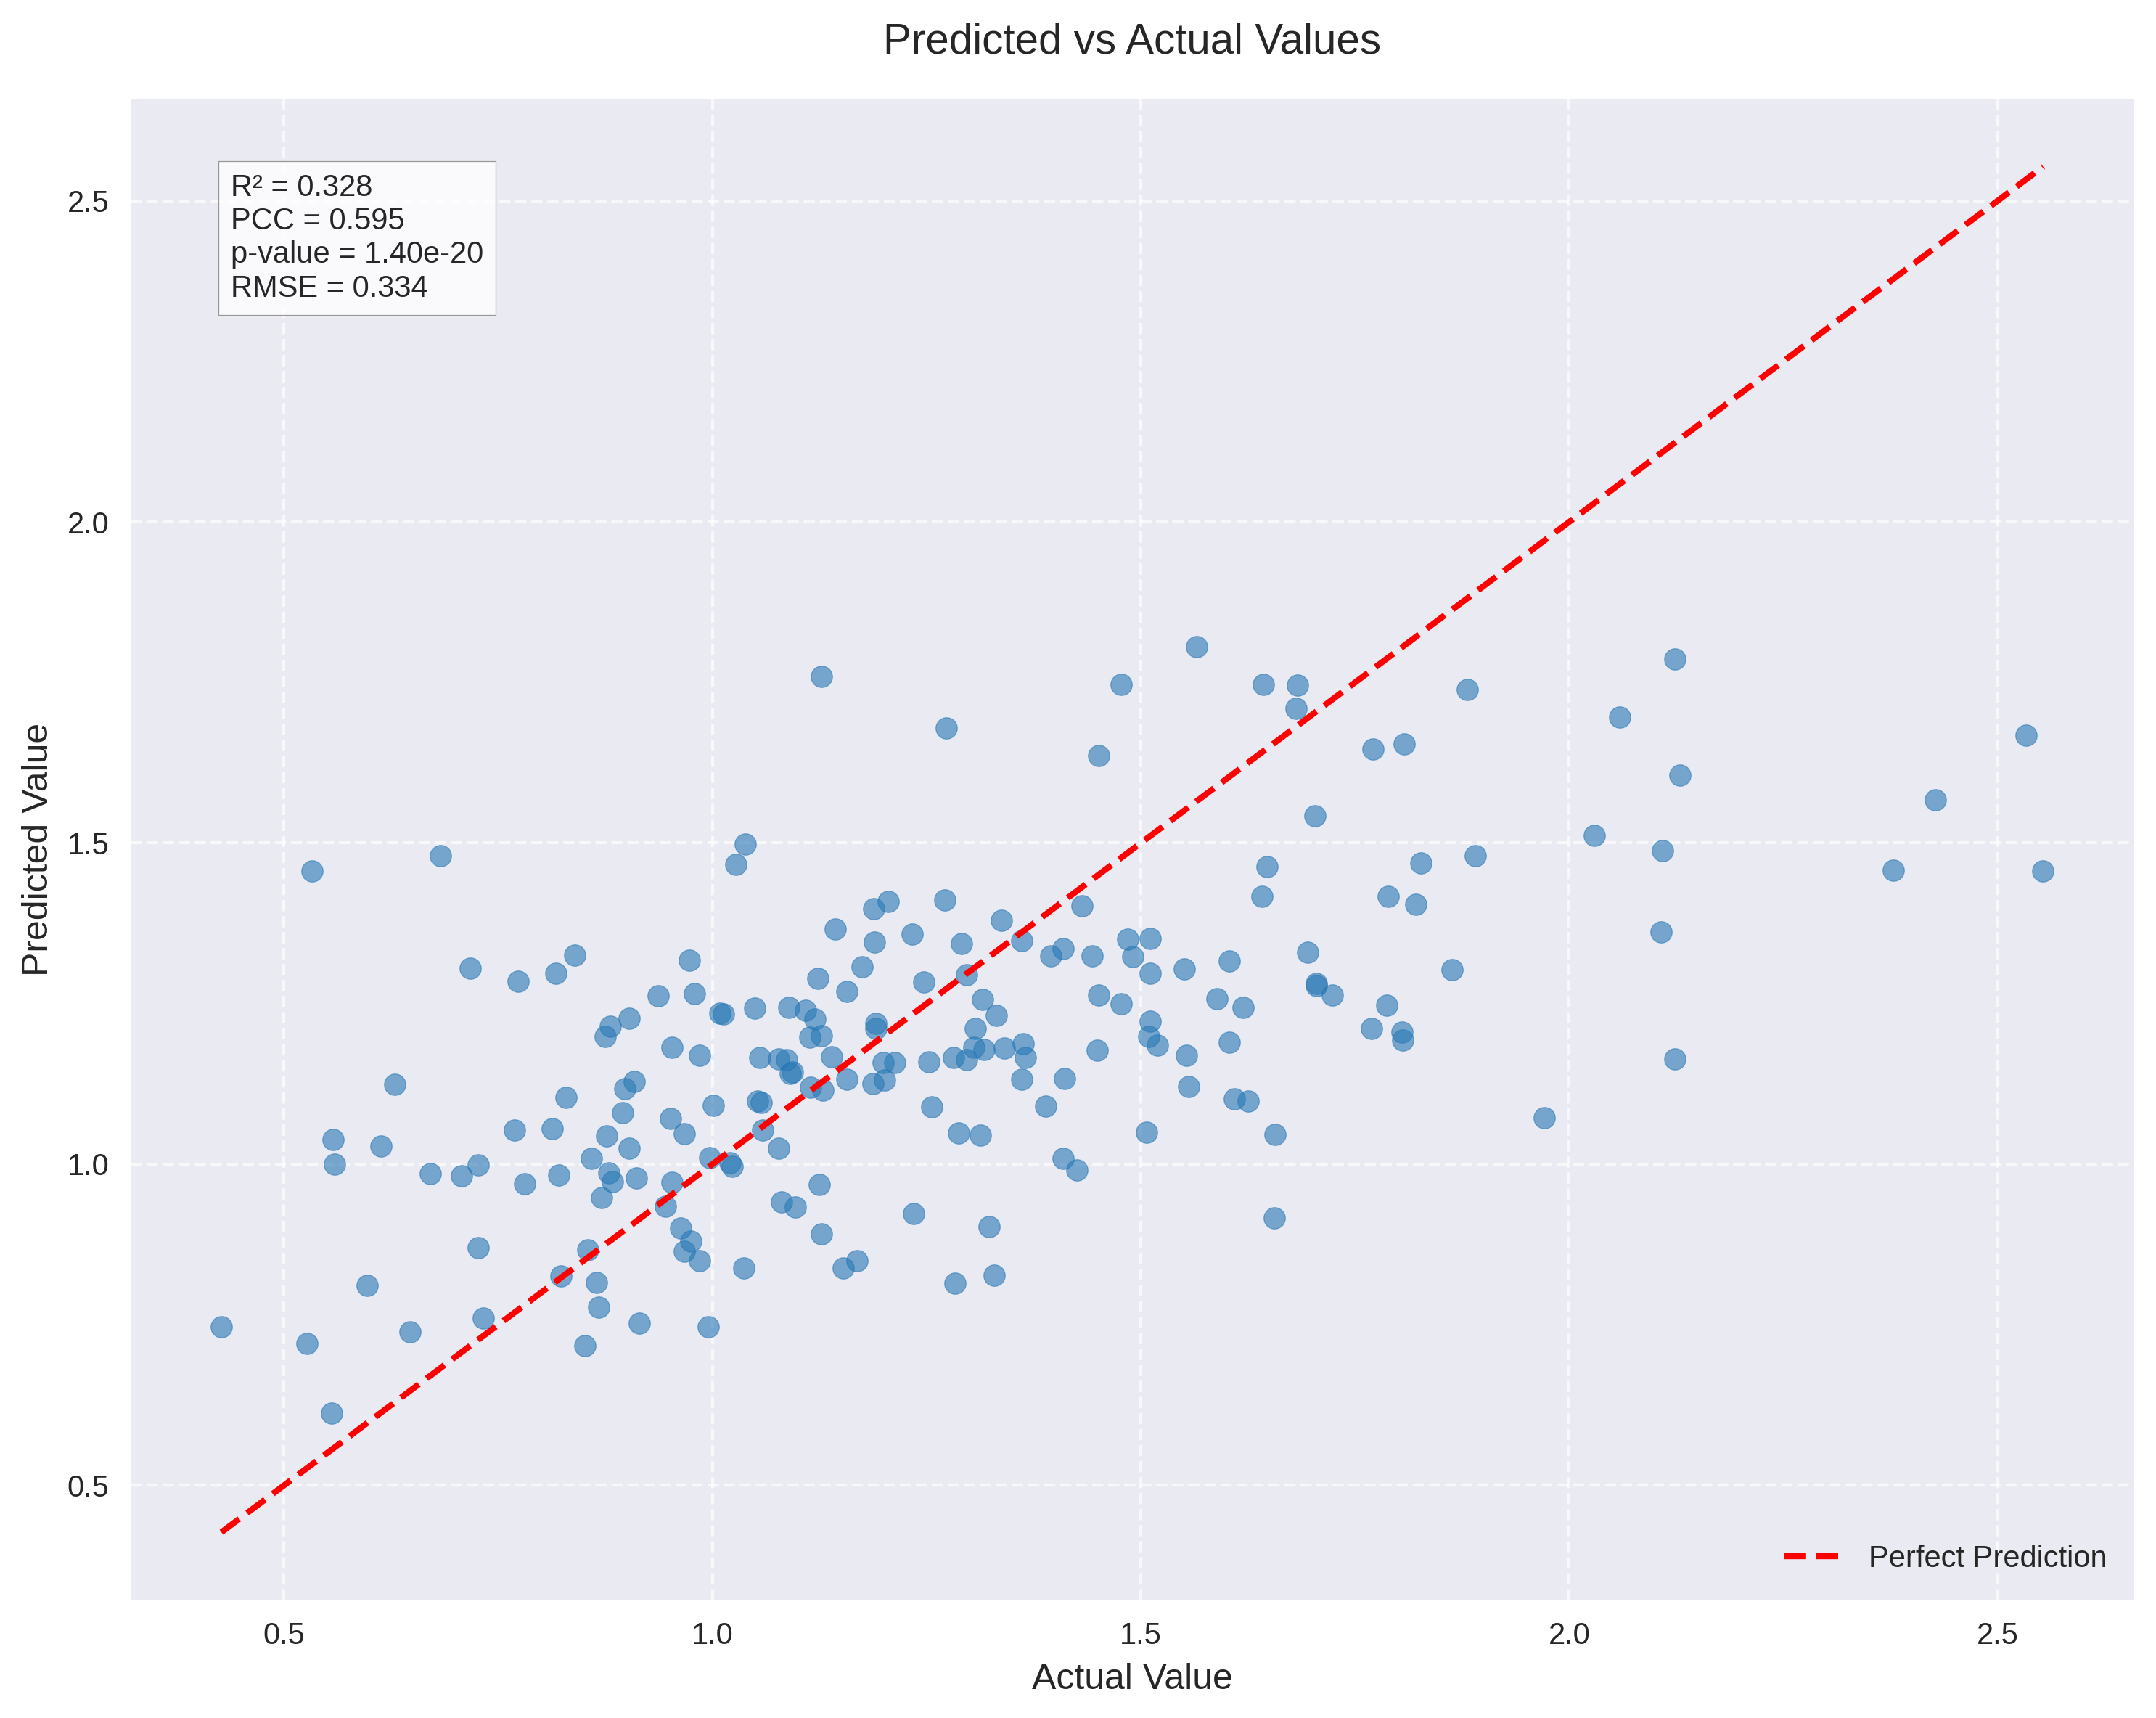 Predicted vs Actual Values
R² = 0.328
PCC = 0.595
p-value = 1.40e-20
RMSE = 0.334
Predicted Value
2.5
2.0
1.5
1.0
0.5
Perfect Prediction
0.5 1.0 1.5 2.0 2.5
Actual Value